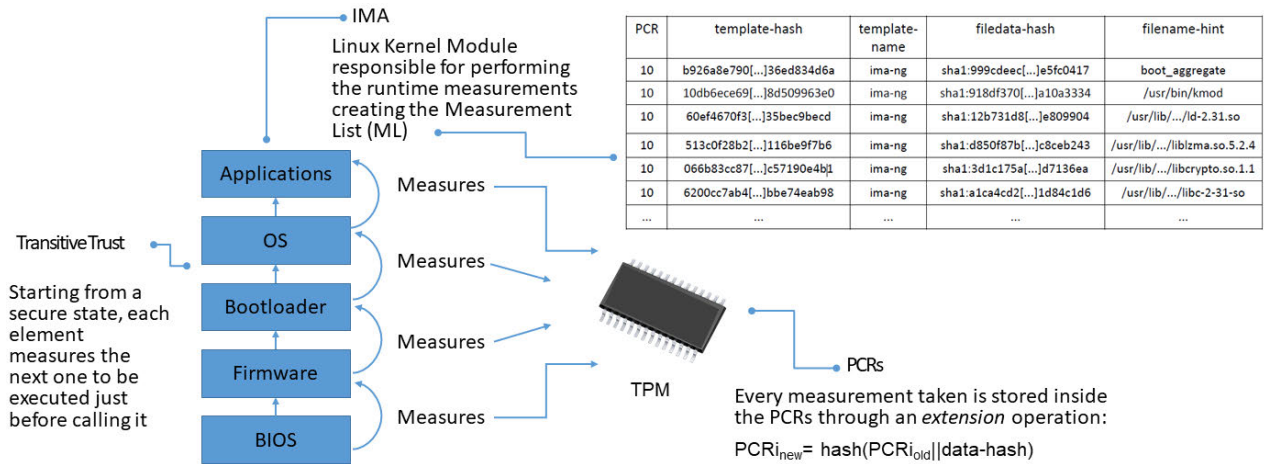 IMA
Linux Kernel Module
responsible for performing
the runtime measurements
creating the Measurement
List (ML)
PCR template-hash template-name filedata-hash filename-hint
10 b926a8e790[...]36ed834d6a ima-ng sha1:999cdeec[...]e5fc0417 boot_aggregate
10 10db6ece69[...]8d509963e0 ima-ng sha1:918df370[...]a10a3334 /usr/bin/kmod
10 60ef4670f3[...]35bec9becd ima-ng sha1:12b731d8[...]e809904 /usr/lib/.../ld-2.31.so
10 513c0f28b2[...]116be9f7b6 ima-ng sha1:d850f87b[...]c8ceb243 /usr/lib/.../liblzma.so.5.2.4
10 066b83cc87[...]c57190e4b1 ima-ng sha1:3d1c175a[...]d7136ea /usr/lib/.../libcrypto.so.1.1
10 6200cc7ab4[...]bbe74eab98 ima-ng sha1:a1ca4cd2[...]1d84c1d6 /usr/lib/.../libc-2-31-so
... ... ... ... ...
Applications
OS
Bootloader
Firmware
BIOS
Measures
Measures
Measures
Measures
Transitive Trust
Starting from a
secure state, each
element
measures the
next one to be
executed just
before calling it
TPM
PCRs
Every measurement taken is stored inside
the PCRs through an extension operation:
PCRi_new= hash(PCRi_old||data-hash)